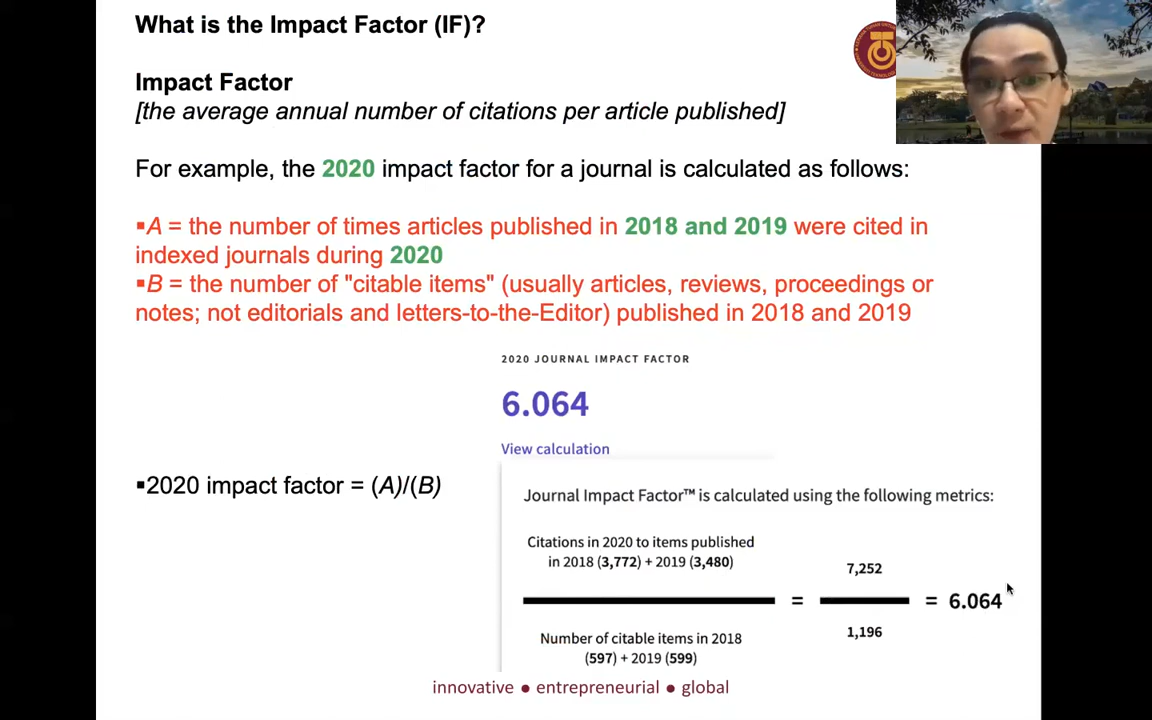 What is the Impact Factor (IF)?
Impact Factor
[the average annual number of citations per article published]
For example, the 2020 impact factor for a journal is calculated as follows:
▪A = the number of times articles published in 2018 and 2019 were cited in
indexed journals during 2020
▪B = the number of "citable items" (usually articles, reviews, proceedings or
notes; not editorials and letters-to-the-Editor) published in 2018 and 2019
2020 JOURNAL IMPACT FACTOR
6.064
View calculation
▪2020 impact factor = (A)/(B)
Journal Impact Factor™ is calculated using the following metrics:
Citations in 2020 to items published
in 2018 (3,772) + 2019 (3,480)
7,252
= = 6.064
Number of citable items in 2018
1,196
(597) + 2019 (599)
innovative ● entrepreneurial ● global